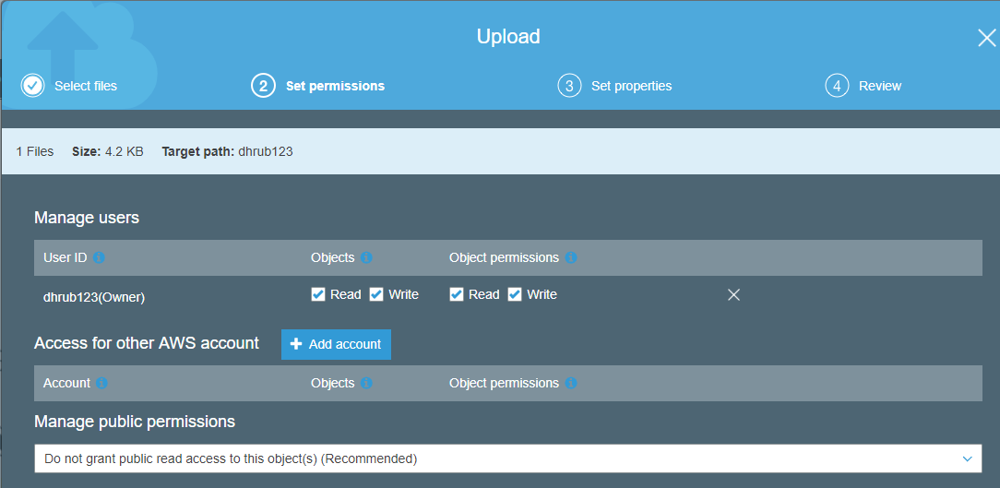 Upload
Select files 2 Set permissions 3 Set properties 4 Review
1 Files Size: 4.2 KB Target path: dhrub123
Manage users
User ID Objects Object permissions
dhrub123(Owner) Read Write Read Write
Access for other AWS account + Add account
Account Objects Object permissions
Manage public permissions
Do not grant public read access to this object(s) (Recommended)